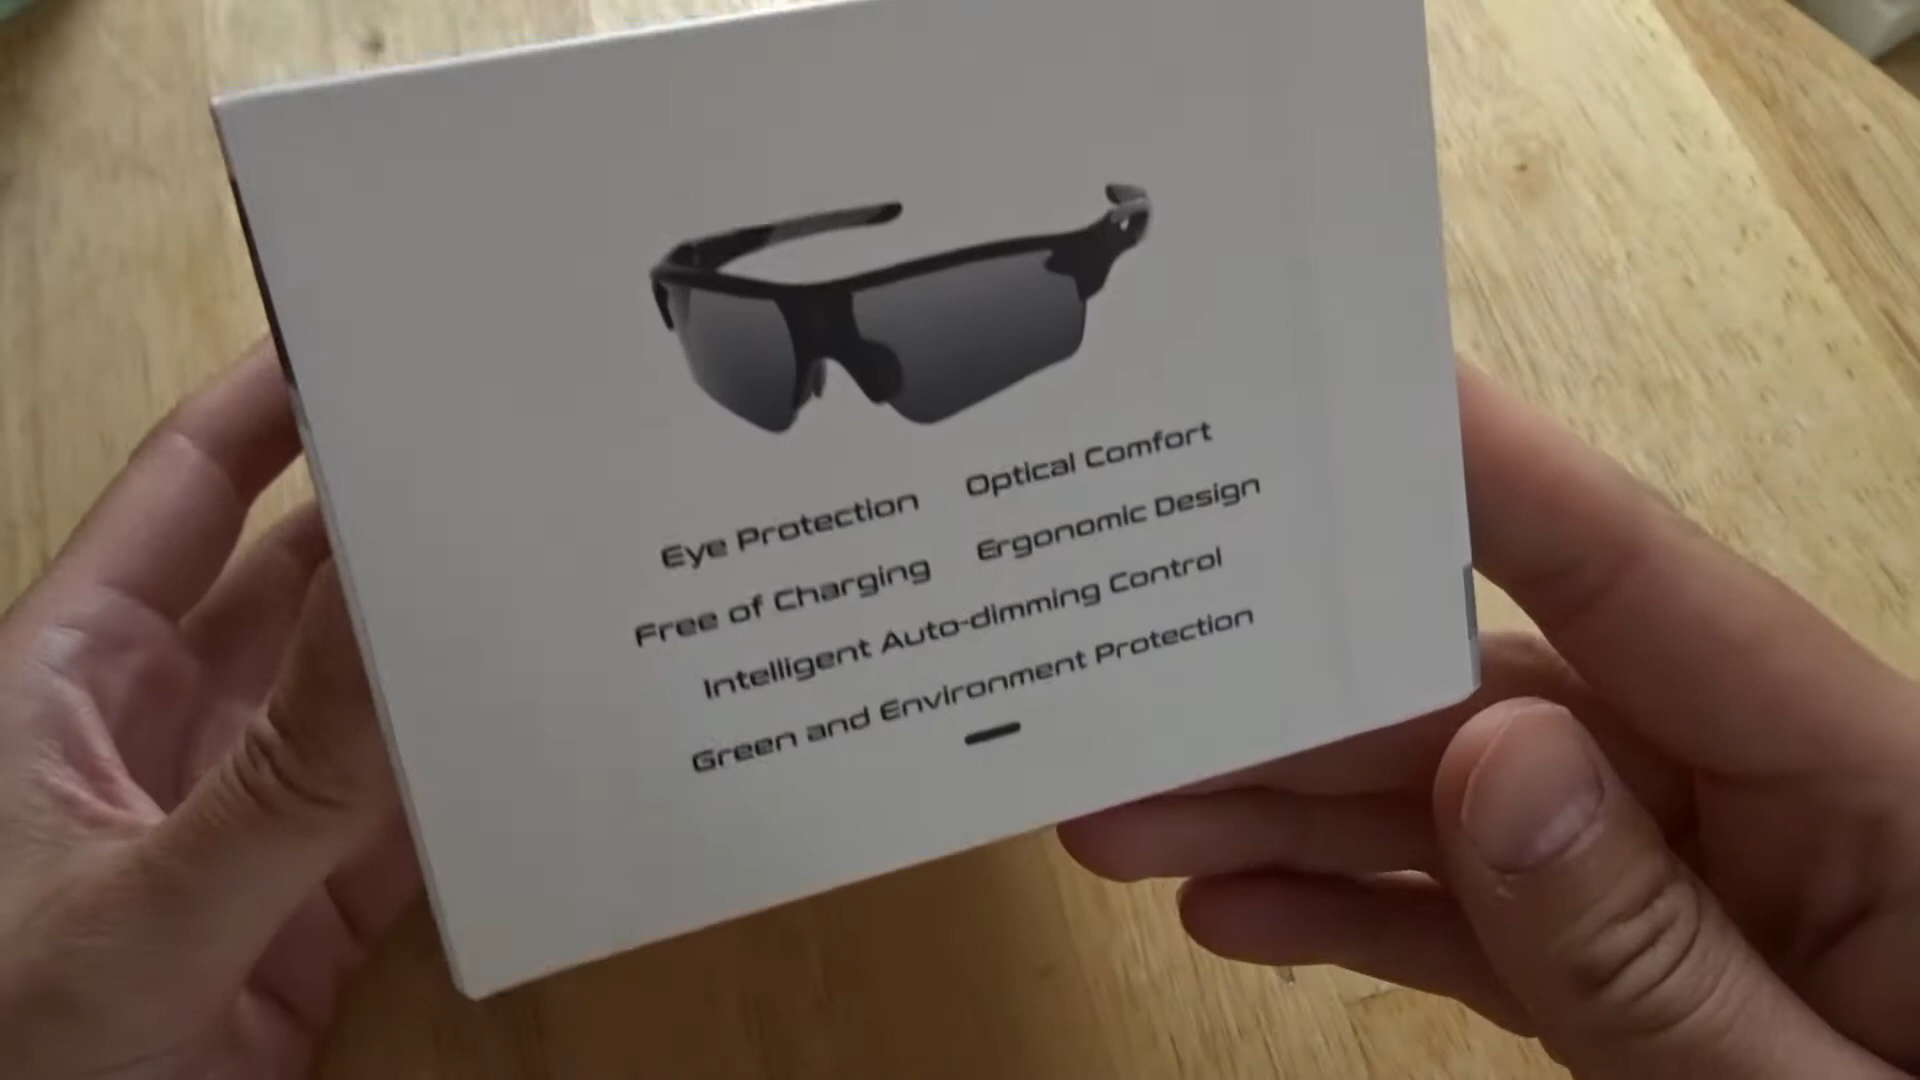 Eye Protection Optical Comfort
Free of Charging Ergonomic Design
Intelligent Auto-dimming Control
Green and Environment Protection